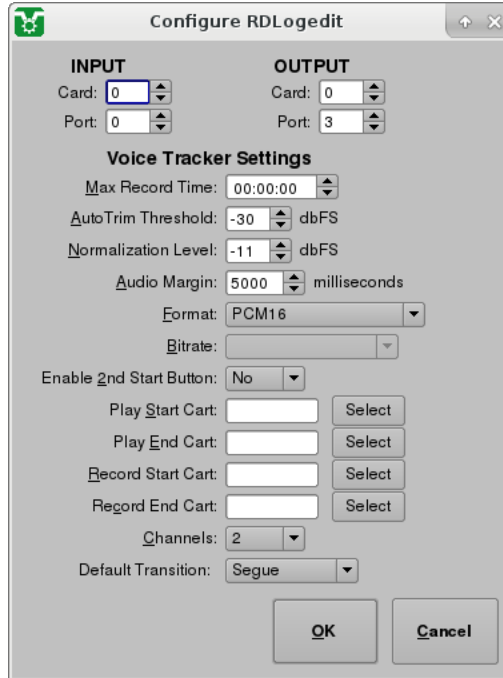 Configure RDLogedit
INPUT OUTPUT
Card: 0 Card: 0
Port: 0 Port: 3
Voice Tracker Settings
Max Record Time: 00:00:00
AutoTrim Threshold: -30 dbFS
Normalization Level: -11 dbFS
Audio Margin: 5000 milliseconds
Format: PCM16
Bitrate:
Enable 2nd Start Button: No
Play Start Cart: Select
Play End Cart: Select
Record Start Cart: Select
Record End Cart: Select
Channels: 2
Default Transition: Segue
OK Cancel